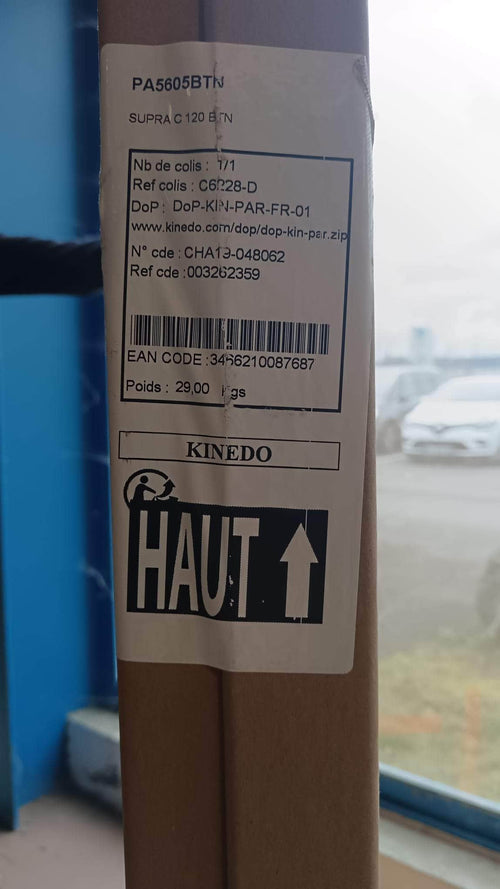 PA5605BTN
SUPRA C 120 BTN
Nb de colis : 1/1
Ref colis : C6228-D
DoP : DoP-KIN-PAR-FR-01
www.kinedo.com/dop/dop-kin-par.zip
N° cde : CHA19-048062
Ref cde :003262359
EAN CODE :3466210087687
Poids : 29,00 kgs
KINEDO
HAUT